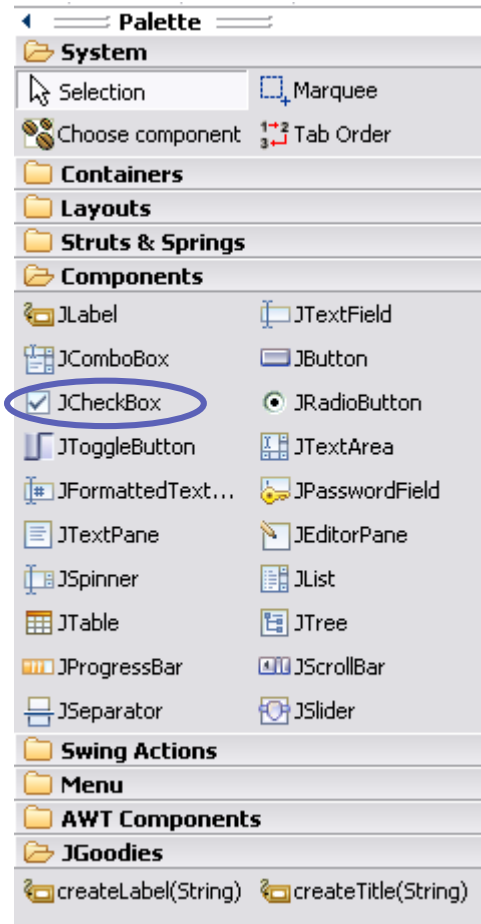 Palette
System
Selection Marquee
Choose component Tab Order
Containers
Layouts
Struts & Springs
Components
JLabel JTextField
JComboBox JButton
JCheckBox JRadioButton
JToggleButton JTextArea
JFormattedText... JPasswordField
JTextPane JEditorPane
JSpinner JList
JTable JTree
JProgressBar JScrollBar
JSeparator JSlider
Swing Actions
Menu
AWT Components
JGoodies
createLabel(String) createTitle(String)